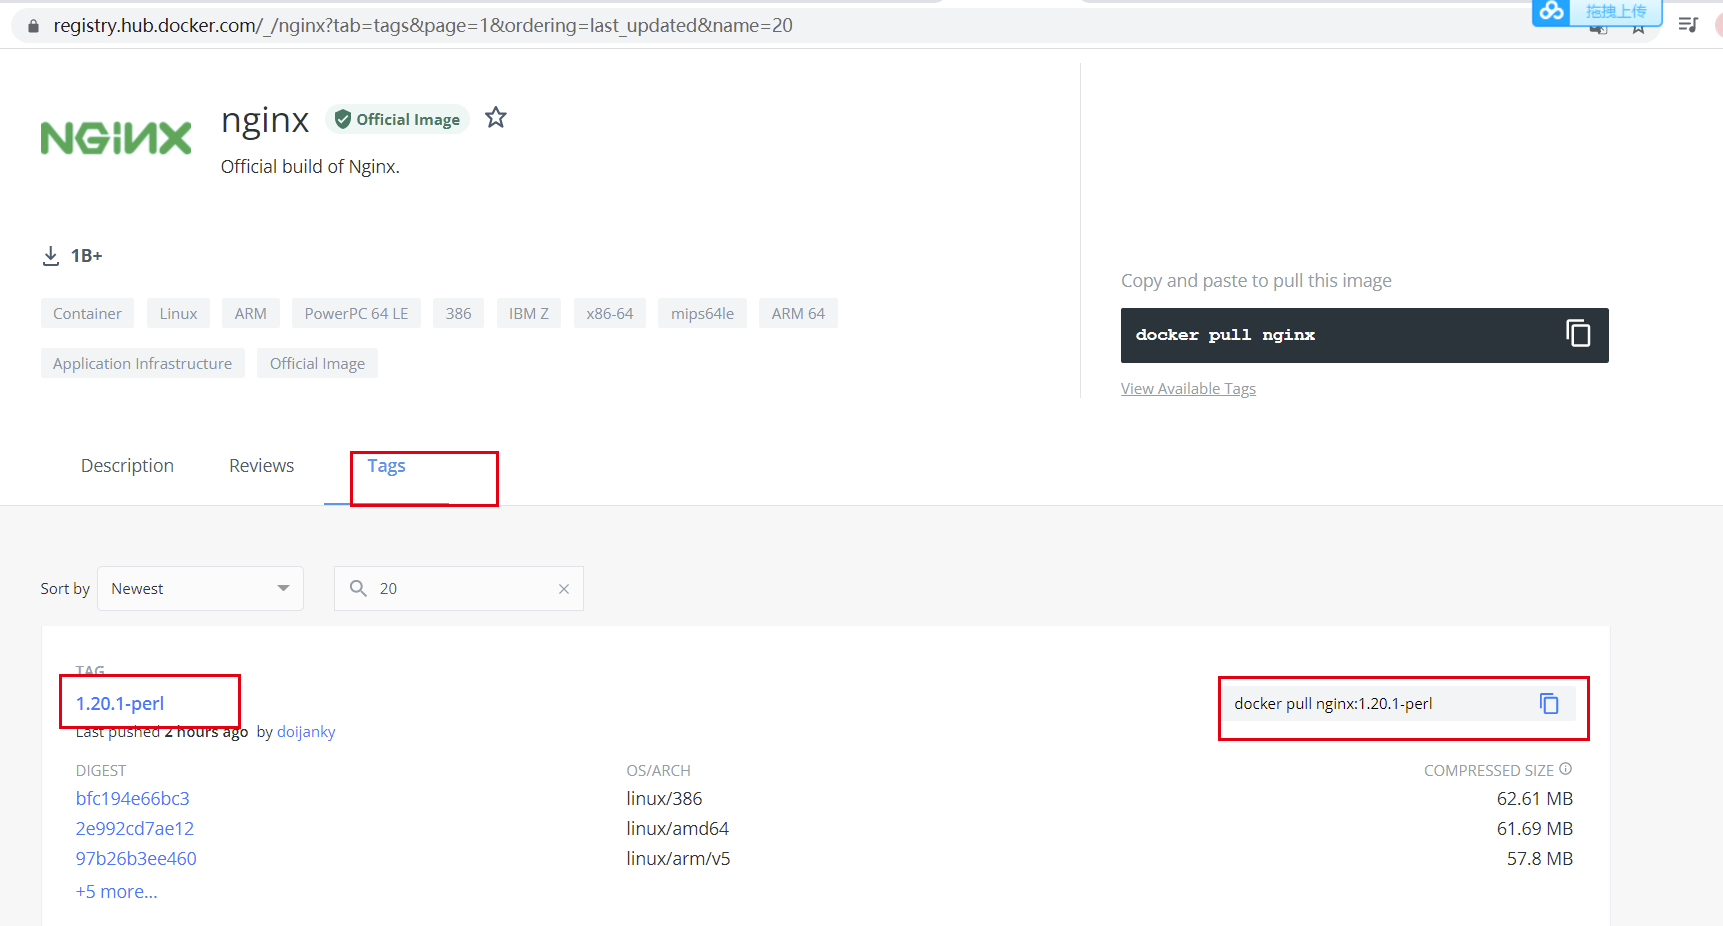 registry.hub.docker.com/_/nginx?tab=tags&page=1&ordering=last_updated&name=20
拖拽上传
NGINX
nginx
Official Image
Official build of Nginx.
1B+
Container Linux ARM PowerPC 64 LE 386 IBM Z x86-64 mips64le ARM 64
Application Infrastructure Official Image
Copy and paste to pull this image
docker pull nginx
View Available Tags
Description Reviews Tags
Sort by Newest 20
TAG
1.20.1-perl
docker pull nginx:1.20.1-perl
Last pushed 2 hours ago by doijanky
DIGEST OS/ARCH COMPRESSED SIZE
bfc194e66bc3 linux/386 62.61 MB
2e992cd7ae12 linux/amd64 61.69 MB
97b26b3ee460 linux/arm/v5 57.8 MB
+5 more...